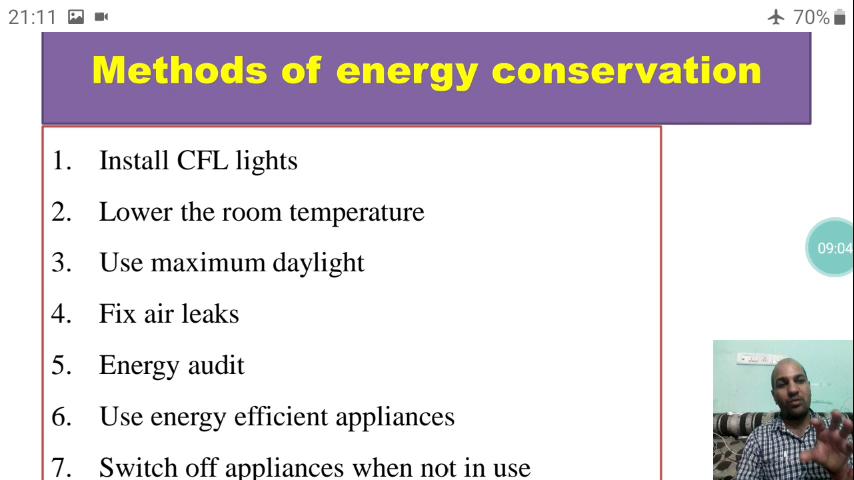 21:11
70%
Methods of energy conservation
1. Install CFL lights
2. Lower the room temperature
3. Use maximum daylight
09:04
4. Fix air leaks
5. Energy audit
6. Use energy efficient appliances
7. Switch off appliances when not in use